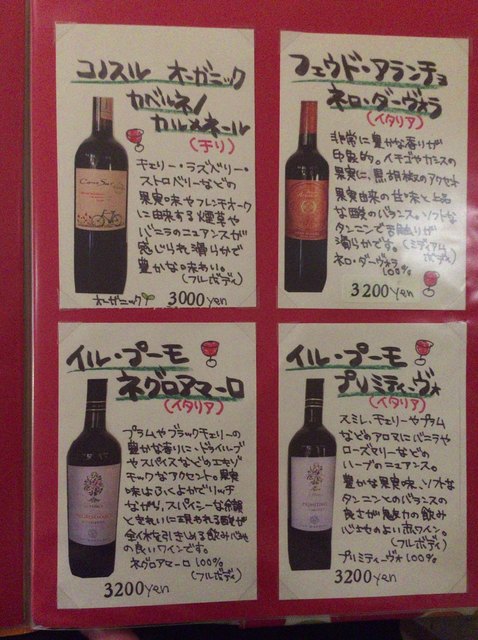 コノスル オーガニック
カベルネ/
カルメネール
(チリ)
チェリー・ラズベリー・
ストロベリーなどの
果実味やフレンチオーク
に由来する煙草や
バニラのニュアンスが
感じられ滑らかで
豊かな味わい。
(フルボディ)
オーガニック
3000yen
フェウド・アランチョ
ネロ・ダーヴォラ
(イタリア)
非常に豊かな香りが
印象的。イチゴやカシスの
果実に、黒胡椒のアクセント
果実由来の甘味と上品
な酸のバランス。ソフトな
タンニンで舌触りが
滑らかです。(ミディアム
ボディ)
ネロ・ダーヴォラ
100%
3200yen
イル・プーモ
ネグロアマーロ
(イタリア)
プラムやブラックチェリーの
豊かな香りに、ドライハーブ
やスパイスなどのエキゾ
チックなアクセント。果実
味はふくよかでリッチ
ながら、スパイシーな余韻
ときれいに現れる酸が
全体を引きしめる飲み心地
の良いワインです。
ネグロアマーロ 100%
(フルボディ)
3200yen
イル・プーモ
プリミティーヴォ
(イタリア)
スミレ、チェリーやプラム
などのアロマにバニラや
ローズマリーなどの
ハーブのニュアンス。
豊かな果実味、ソフトな
タンニンとのバランスの
良さが魅力の飲み
心地のよい赤ワイン。
(フルボディ)
プリミティーヴォ 100%
3200yen